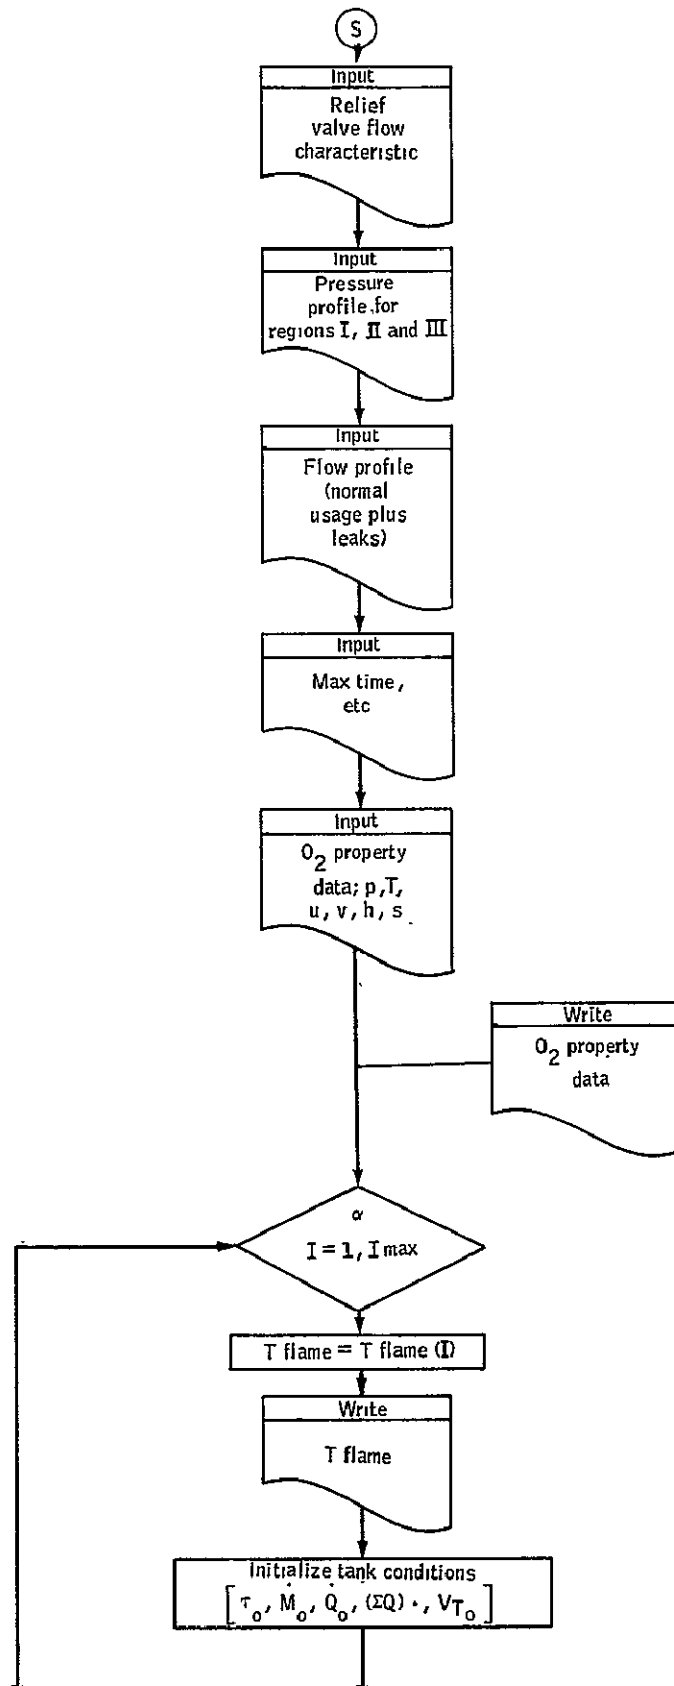 S
Input
Relief
valve flow
characteristic
Input
Pressure
profile for
regions I, II and III
Input
Flow profile
(normal
usage plus
leaks)
Input
Max time,
etc
Input
O2 property
data; p,T,
u, v, h, s
Write
O2 property
data
α
I = 1, I max
T flame = T flame (I)
Write
T flame
Initialize tank conditions
[ τo, Ṁo, Q̇o, (ΣQ) ., VTo ]